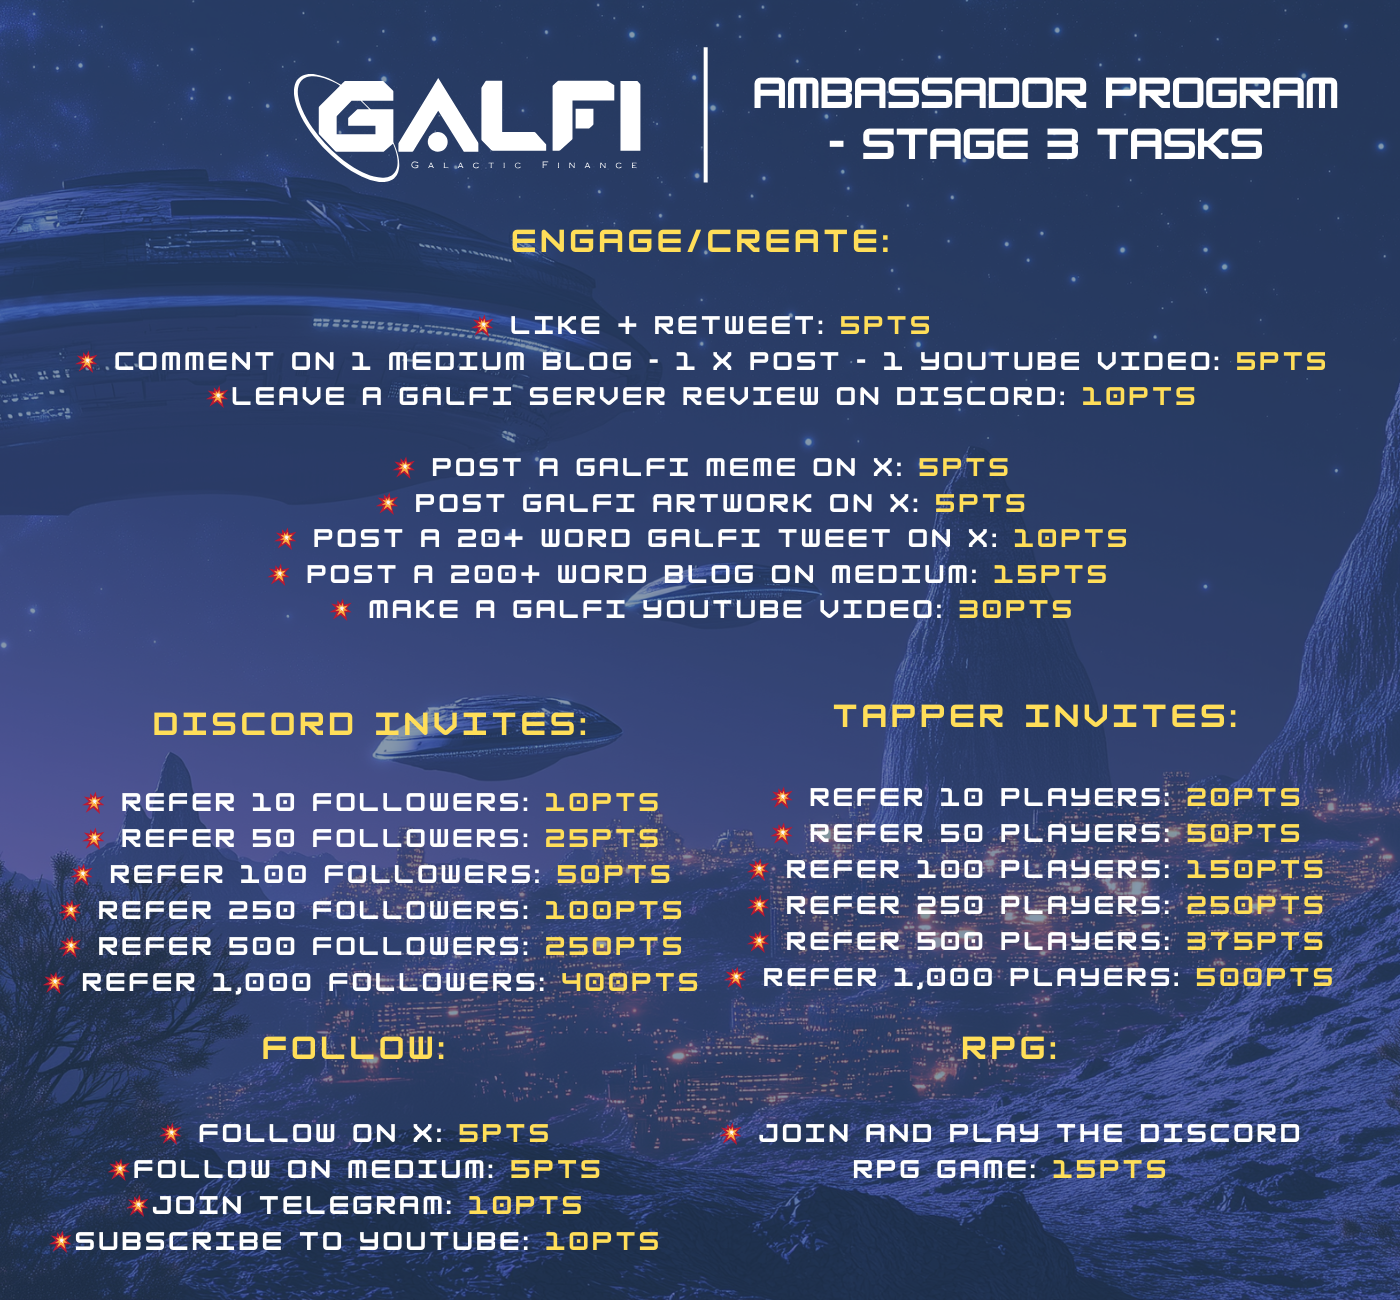 GALFI
GALACTIC FINANCE
AMBASSADOR PROGRAM
- STAGE 3 TASKS
ENGAGE/CREATE:
💥 LIKE + RETWEET: 5PTS
💥 COMMENT ON 1 MEDIUM BLOG - 1 X POST - 1 YOUTUBE VIDEO: 5PTS
💥LEAVE A GALFI SERVER REVIEW ON DISCORD: 10PTS
💥 POST A GALFI MEME ON X: 5PTS
💥 POST GALFI ARTWORK ON X: 5PTS
💥 POST A 20+ WORD GALFI TWEET ON X: 10PTS
💥 POST A 200+ WORD BLOG ON MEDIUM: 15PTS
💥 MAKE A GALFI YOUTUBE VIDEO: 30PTS
DISCORD INVITES:
💥 REFER 10 FOLLOWERS: 10PTS
💥 REFER 50 FOLLOWERS: 25PTS
💥 REFER 100 FOLLOWERS: 50PTS
💥 REFER 250 FOLLOWERS: 100PTS
💥 REFER 500 FOLLOWERS: 250PTS
💥 REFER 1,000 FOLLOWERS: 400PTS
TAPPER INVITES:
💥 REFER 10 PLAYERS: 20PTS
💥 REFER 50 PLAYERS: 50PTS
💥 REFER 100 PLAYERS: 150PTS
💥 REFER 250 PLAYERS: 250PTS
💥 REFER 500 PLAYERS: 375PTS
💥 REFER 1,000 PLAYERS: 500PTS
FOLLOW:
💥 FOLLOW ON X: 5PTS
💥FOLLOW ON MEDIUM: 5PTS
💥JOIN TELEGRAM: 10PTS
💥SUBSCRIBE TO YOUTUBE: 10PTS
RPG:
💥 JOIN AND PLAY THE DISCORD
RPG GAME: 15PTS